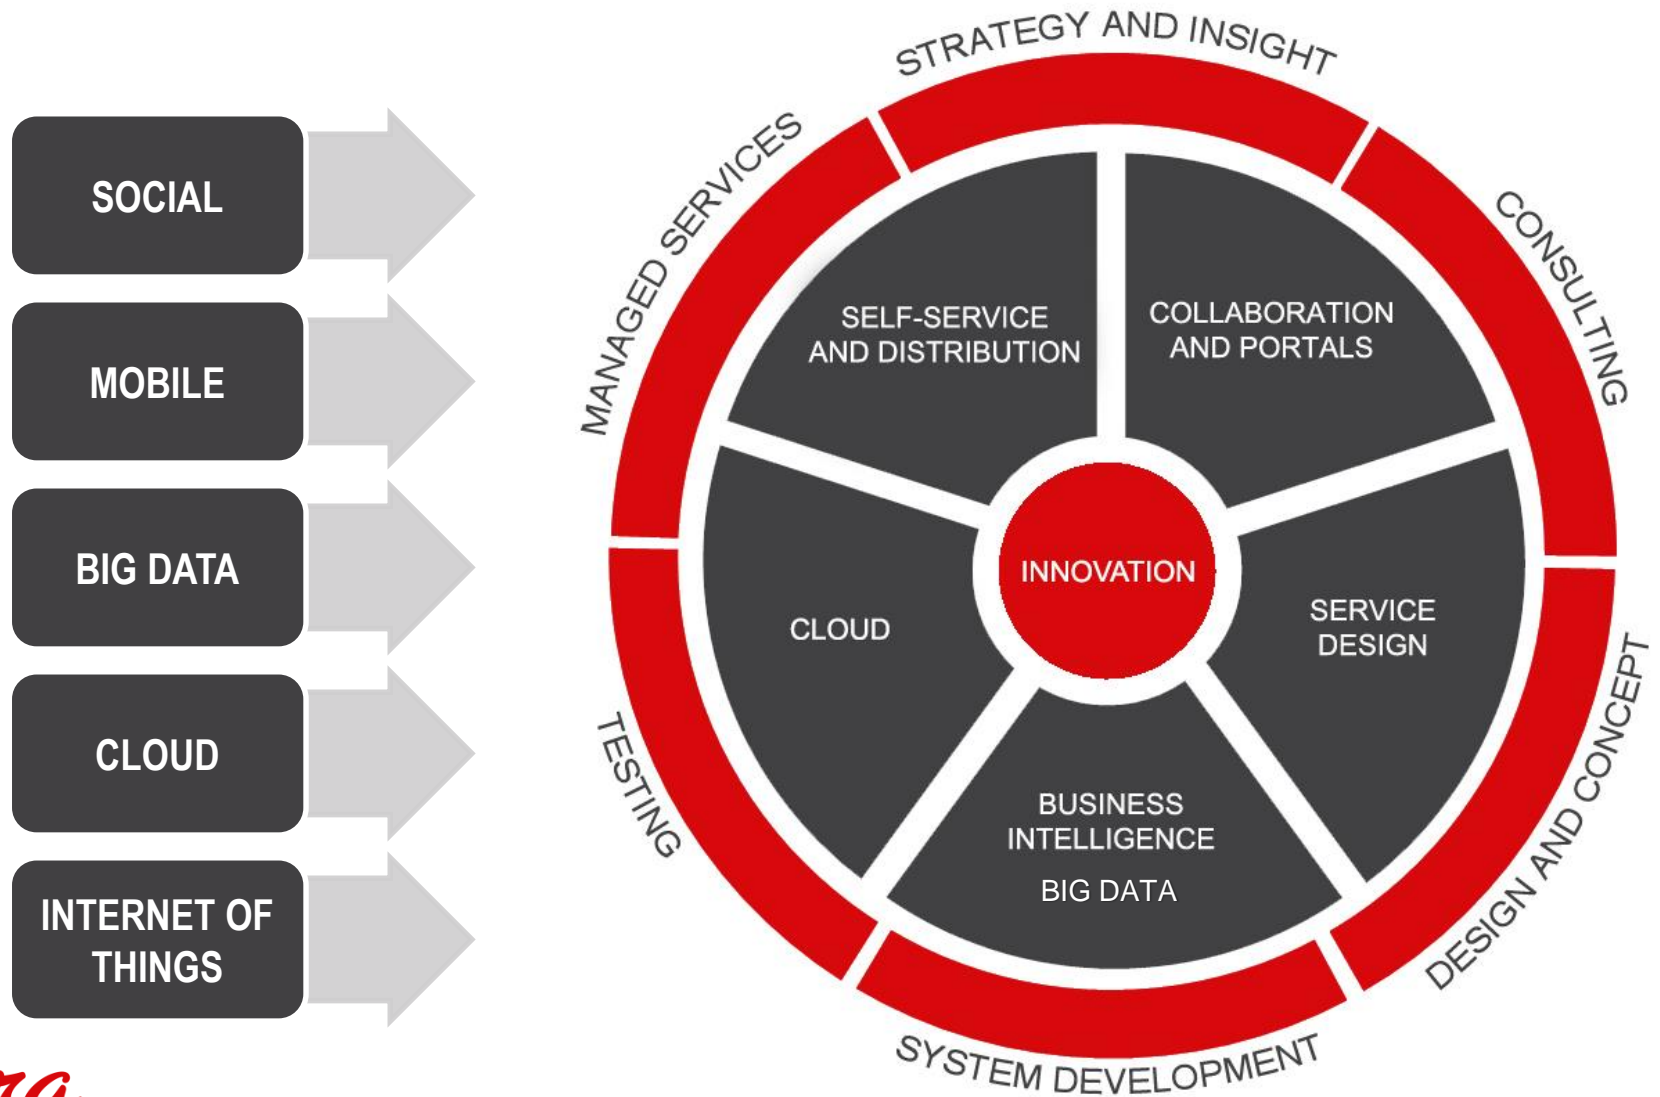 SOCIAL
MOBILE
BIG DATA
CLOUD
INTERNET OF
THINGS
STRATEGY AND INSIGHT
CONSULTING
DESIGN AND CONCEPT
SYSTEM DEVELOPMENT
TESTING
MANAGED SERVICES
SELF-SERVICE
AND DISTRIBUTION
COLLABORATION
AND PORTALS
SERVICE
DESIGN
BUSINESS
INTELLIGENCE
BIG DATA
CLOUD
INNOVATION